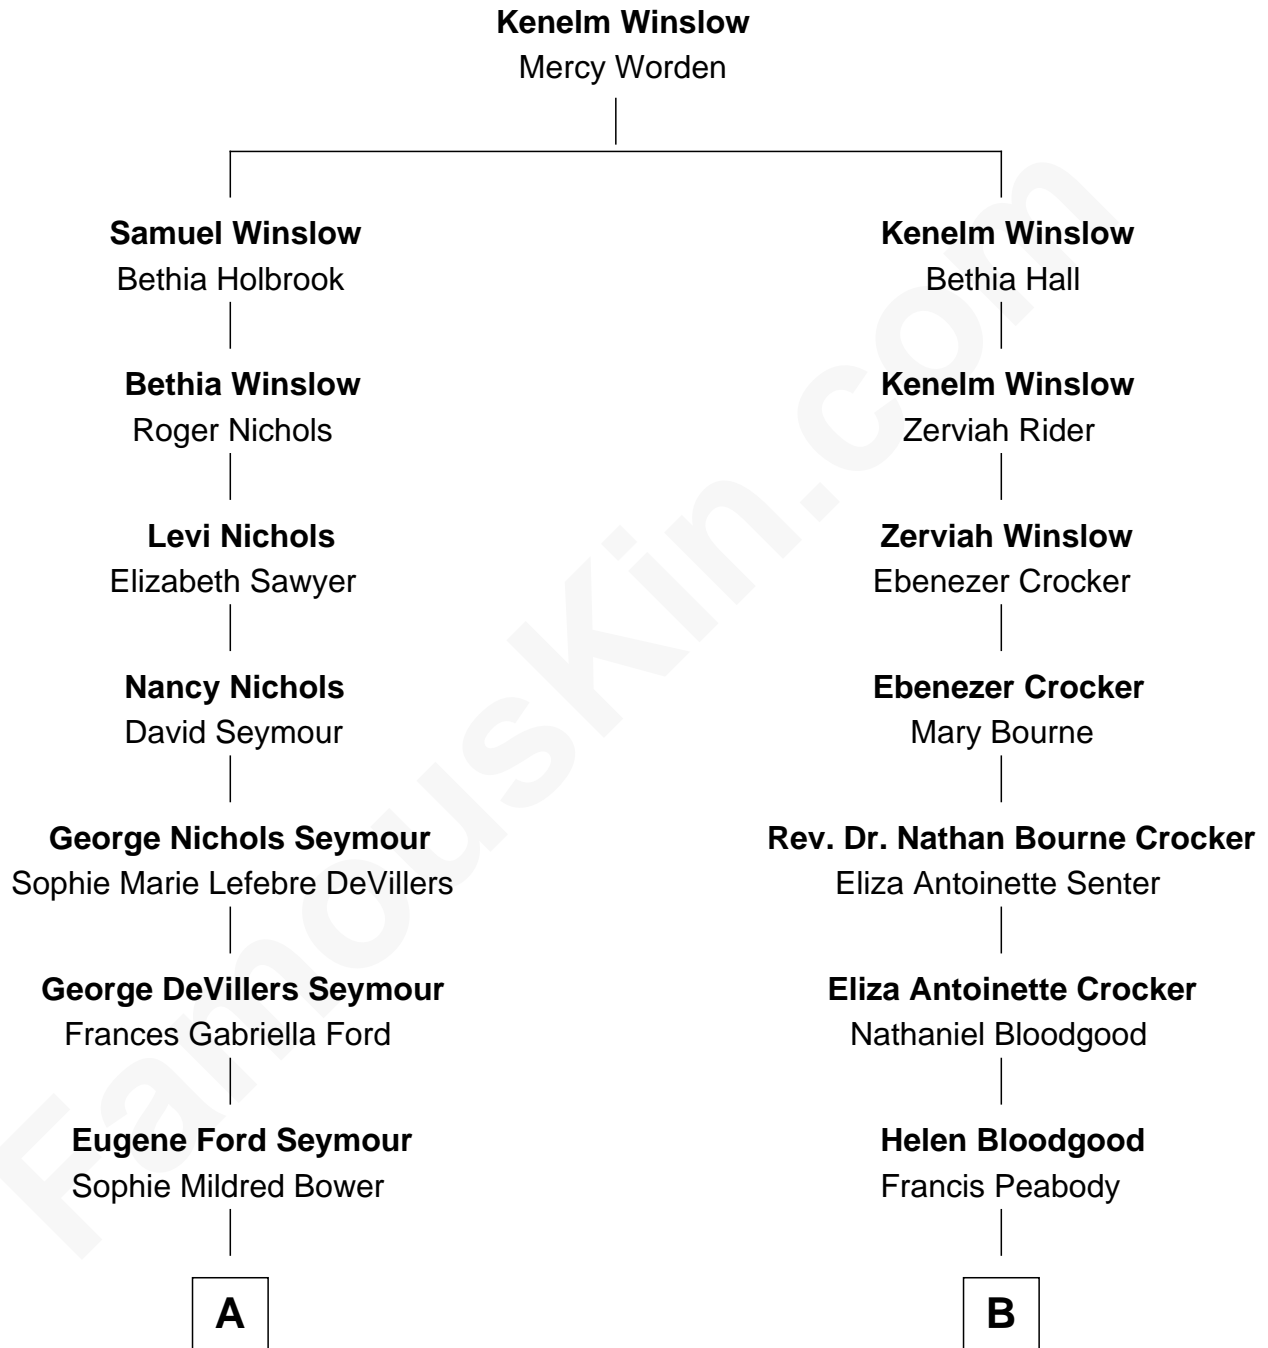 Kenelm Winslow
Mercy Worden
Samuel Winslow
Bethia Holbrook
Kenelm Winslow
Bethia Hall
Bethia Winslow
Roger Nichols
Kenelm Winslow
Zerviah Rider
Levi Nichols
Elizabeth Sawyer
Zerviah Winslow
Ebenezer Crocker
Nancy Nichols
David Seymour
Ebenezer Crocker
Mary Bourne
George Nichols Seymour
Sophie Marie Lefebre DeVillers
Rev. Dr. Nathan Bourne Crocker
Eliza Antoinette Senter
George DeVillers Seymour
Frances Gabriella Ford
Eliza Antoinette Crocker
Nathaniel Bloodgood
Eugene Ford Seymour
Sophie Mildred Bower
Helen Bloodgood
Francis Peabody
A
B
FamousKin.com